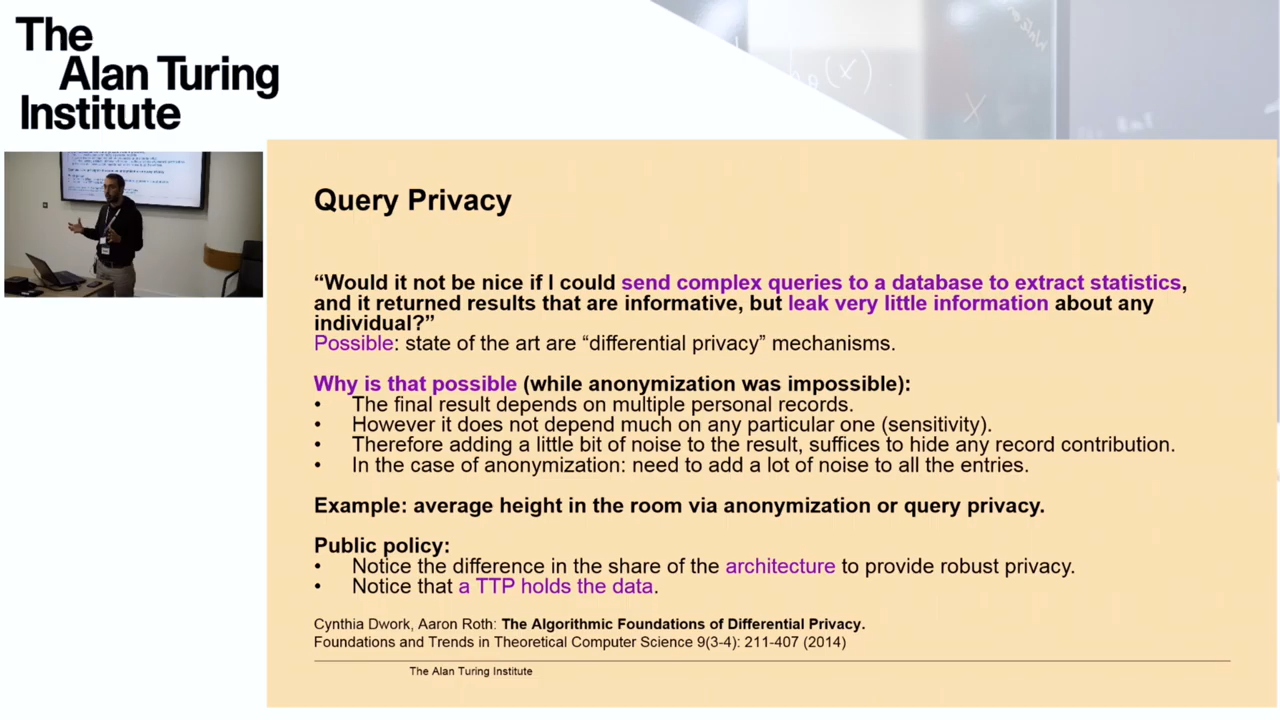 The
Alan Turing
Institute
Query Privacy
“Would it not be nice if I could send complex queries to a database to extract statistics,
and it returned results that are informative, but leak very little information about any
individual?”
Possible: state of the art are “differential privacy” mechanisms.
Why is that possible (while anonymization was impossible):
• The final result depends on multiple personal records.
• However it does not depend much on any particular one (sensitivity).
• Therefore adding a little bit of noise to the result, suffices to hide any record contribution.
• In the case of anonymization: need to add a lot of noise to all the entries.
Example: average height in the room via anonymization or query privacy.
Public policy:
• Notice the difference in the share of the architecture to provide robust privacy.
• Notice that a TTP holds the data.
Cynthia Dwork, Aaron Roth: The Algorithmic Foundations of Differential Privacy.
Foundations and Trends in Theoretical Computer Science 9(3-4): 211-407 (2014)
The Alan Turing Institute